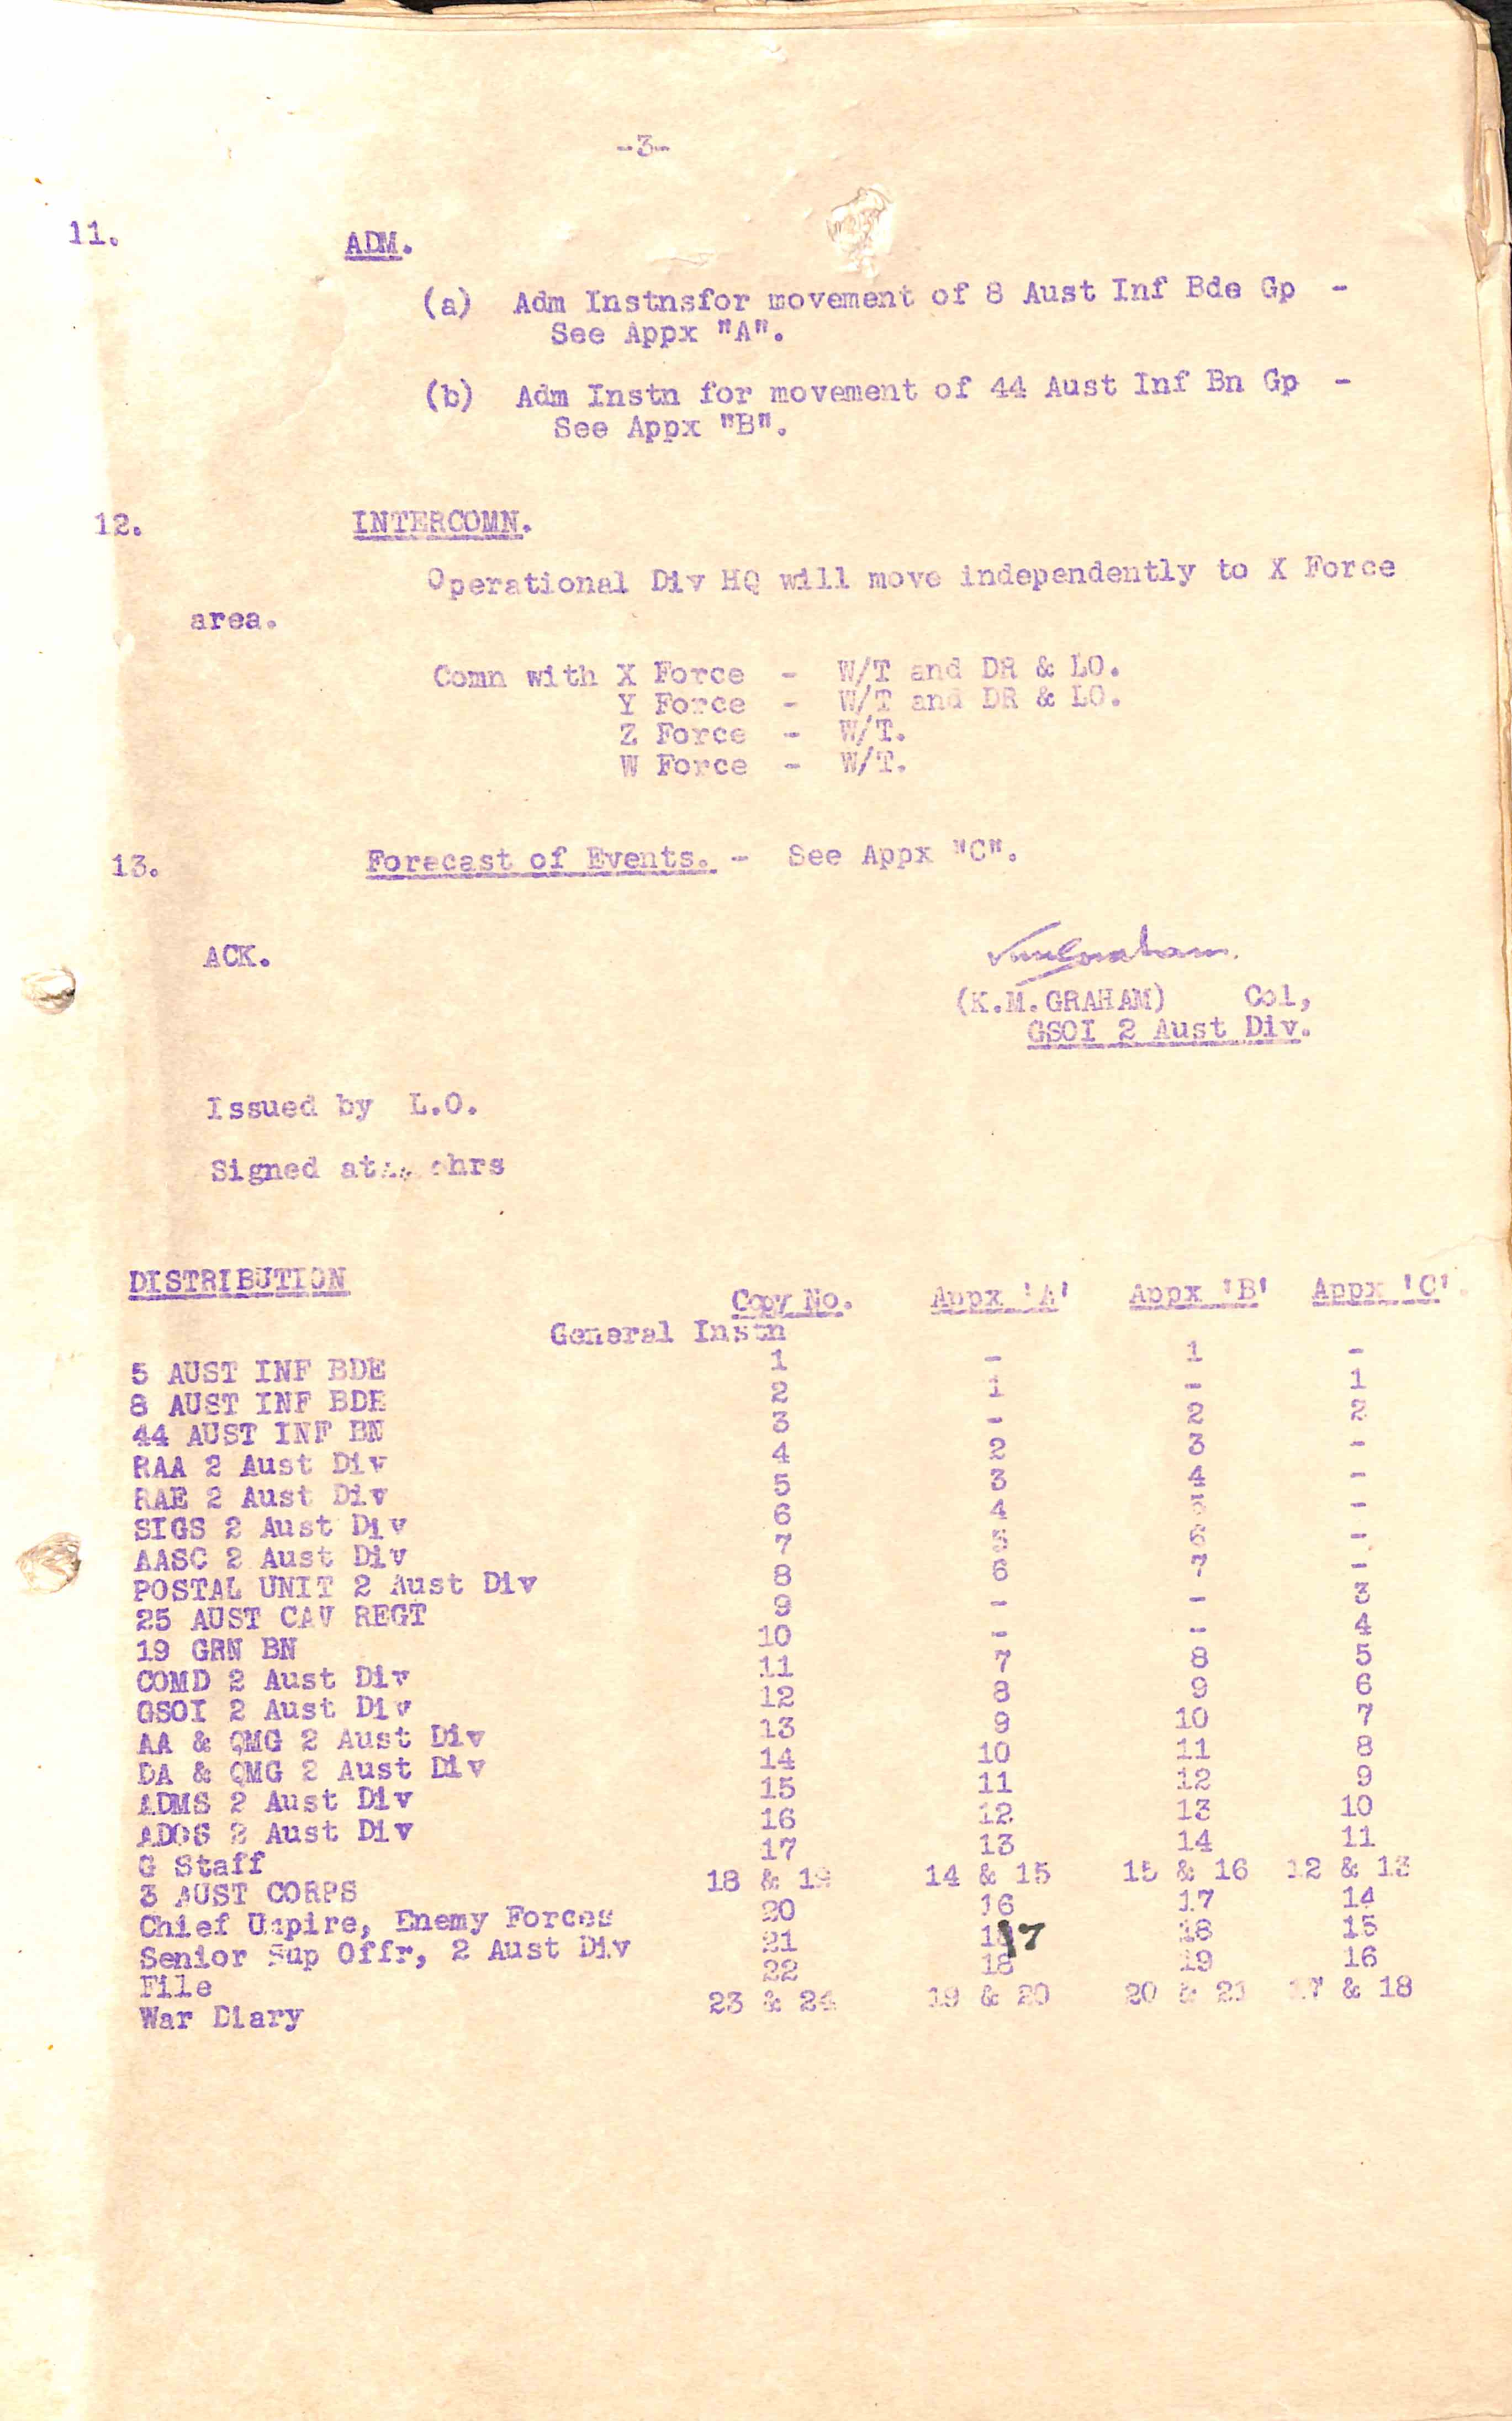 -3-
11. ADM.
(a) Adm Instnsfor movement of 8 Aust Inf Bde Gp -
See Appx "A".
(b) Adm Instn for movement of 44 Aust Inf Bn Gp -
See Appx "B".
12. INTERCOMN.
Operational Div HQ will move independently to X Force
area.
Comn with X Force - W/T and DR & LO.
Y Force - W/T and DR & LO.
Z Force - W/T.
W Force - W/T.
13. Forecast of Events. - See Appx "C".
ACK.
(K.M.GRAHAM) Col,
GSOI 2 Aust Div.
Issued by L.O.
Signed at hrs
DISTRIBUTION Copy No. Appx 'A' Appx 'B' Appx 'C'.
General Instn
5 AUST INF BDE 1 - 1 -
8 AUST INF BDE 2 1 - 1
44 AUST INF BN 3 - 2 2
RAA 2 Aust Div 4 2 3 -
RAE 2 Aust Div 5 3 4 -
SIGS 2 Aust Div 6 4 5 -
AASC 2 Aust Div 7 5 6 -
POSTAL UNIT 2 Aust Div 8 6 7 -
25 AUST CAV REGT 9 - - 3
19 GRN BN 10 - - 4
COMD 2 Aust Div 11 7 8 5
GSOI 2 Aust Div 12 8 9 6
AA & QMG 2 Aust Div 13 9 10 7
DA & QMG 2 Aust Div 14 10 11 8
ADMS 2 Aust Div 15 11 12 9
ADOS 2 Aust Div 16 12 13 10
G Staff 17 13 14 11
3 AUST CORPS 18 & 19 14 & 15 15 & 16 12 & 13
Chief Umpire, Enemy Forces 20 16 17 14
Senior Sup Offr, 2 Aust Div 21 17 18 15
File 22 18 19 16
War Diary 23 & 24 19 & 20 20 & 21 17 & 18